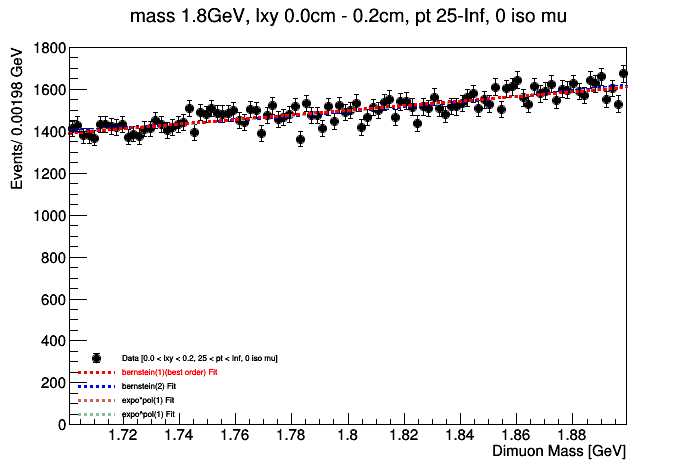 mass 1.8GeV, lxy 0.0cm - 0.2cm, pt 25-Inf, 0 iso mu
Events/ 0.00198 GeV
1800
1600
1400
1200
1000
800
600
400
200
0
Data [0.0 < lxy < 0.2, 25 < pt < Inf, 0 iso mu]
bernstein(1)(best order) Fit
bernstein(2) Fit
expo*pol(1) Fit
expo^pol(1) Fit
1.72 1.74 1.76 1.78 1.8 1.82 1.84 1.86 1.88
Dimuon Mass [GeV]